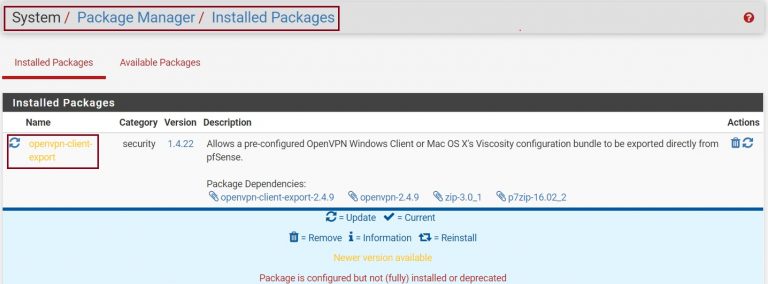 System / Package Manager / Installed Packages
Installed Packages Available Packages
Installed Packages
Name Category Version Description Actions
openvpn-client- security 1.4.22 Allows a pre-configured OpenVPN Windows Client or Mac OS X's Viscosity configuration bundle to be exported directly from
export pfSense.
Package Dependencies:
openvpn-client-export-2.4.9 openvpn-2.4.9 zip-3.0_1 p7zip-16.02_2
= Update = Current
= Remove = Information = Reinstall
Newer version available
Package is configured but not (fully) installed or deprecated